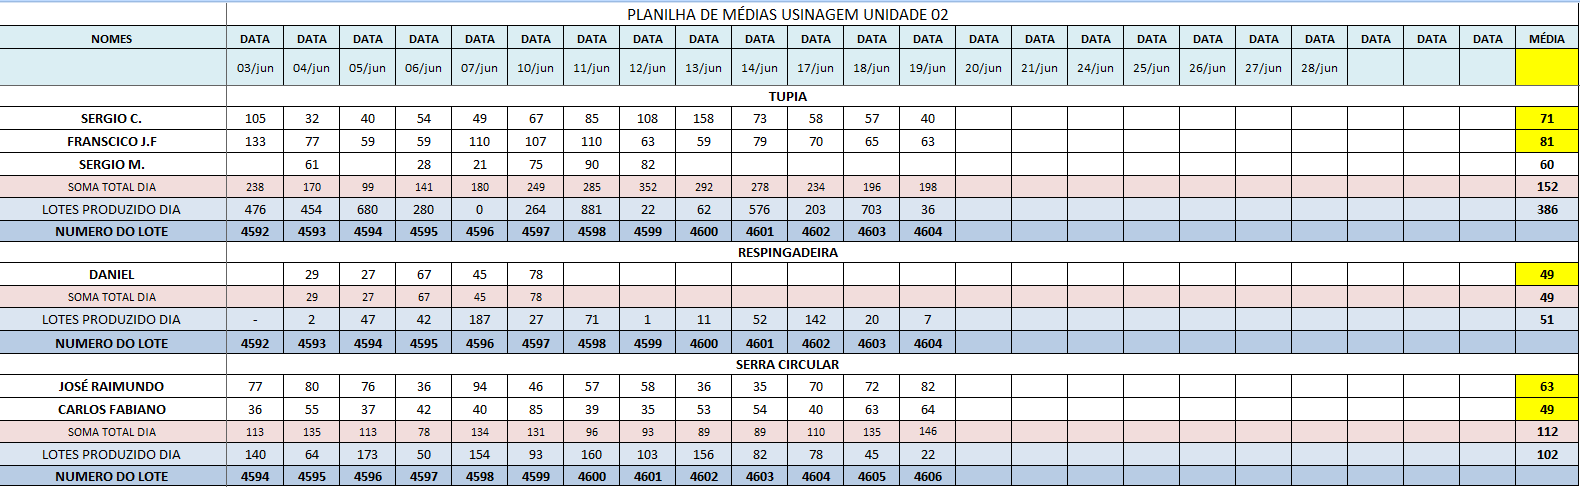 PLANILHA DE MÉDIAS USINAGEM UNIDADE 02
NOMES DATA DATA DATA DATA DATA DATA DATA DATA DATA DATA DATA DATA DATA DATA DATA DATA DATA DATA DATA DATA DATA DATA DATA MÉDIA
03/jun 04/jun 05/jun 06/jun 07/jun 10/jun 11/jun 12/jun 13/jun 14/jun 17/jun 18/jun 19/jun 20/jun 21/jun 24/jun 25/jun 26/jun 27/jun 28/jun
TUPIA
SERGIO C. 105 32 40 54 49 67 85 108 158 73 58 57 40 71
FRANSCICO J.F 133 77 59 59 110 107 110 63 59 79 70 65 63 81
SERGIO M. 61 28 21 75 90 82 60
SOMA TOTAL DIA 238 170 99 141 180 249 285 352 292 278 234 196 198 152
LOTES PRODUZIDO DIA 476 454 680 280 0 264 881 22 62 576 203 703 36 386
NUMERO DO LOTE 4592 4593 4594 4595 4596 4597 4598 4599 4600 4601 4602 4603 4604
RESPINGADEIRA
DANIEL 29 27 67 45 78 49
SOMA TOTAL DIA 29 27 67 45 78 49
LOTES PRODUZIDO DIA - 2 47 42 187 27 71 1 11 52 142 20 7 51
NUMERO DO LOTE 4592 4593 4594 4595 4596 4597 4598 4599 4600 4601 4602 4603 4604
SERRA CIRCULAR
JOSÉ RAIMUNDO 77 80 76 36 94 46 57 58 36 35 70 72 82 63
CARLOS FABIANO 36 55 37 42 40 85 39 35 53 54 40 63 64 49
SOMA TOTAL DIA 113 135 113 78 134 131 96 93 89 89 110 135 146 112
LOTES PRODUZIDO DIA 140 64 173 50 154 93 160 103 156 82 78 45 22 102
NUMERO DO LOTE 4594 4595 4596 4597 4598 4599 4600 4601 4602 4603 4604 4605 4606